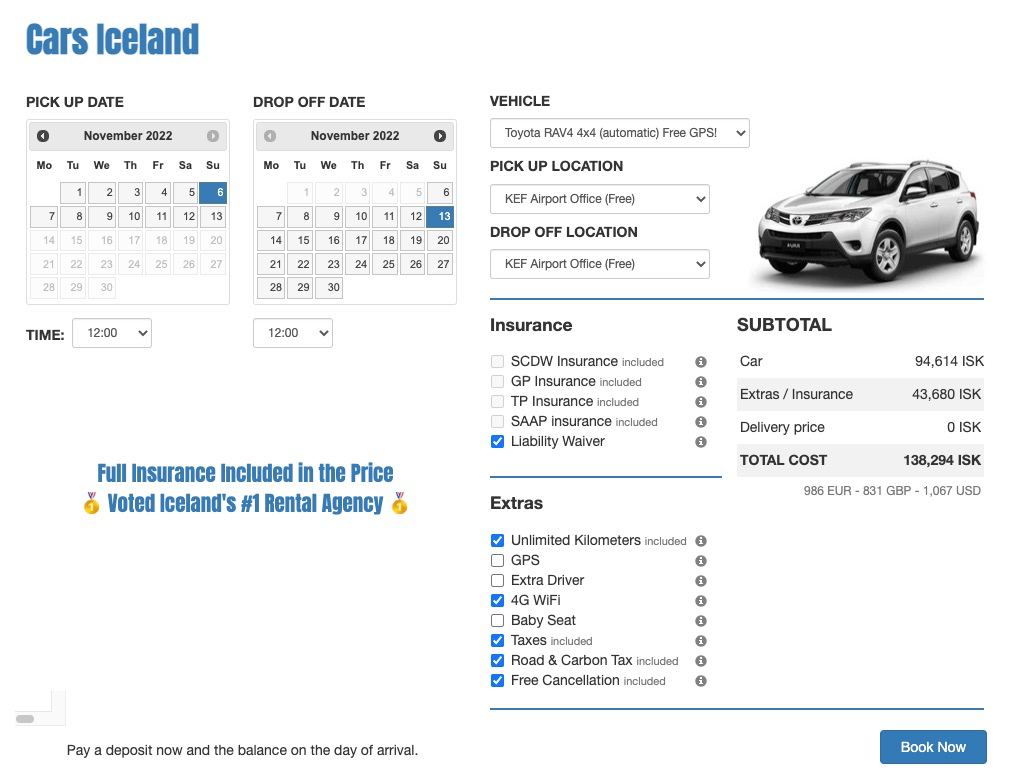 Cars Iceland
PICK UP DATE
November 2022
Mo Tu We Th Fr Sa Su
1 2 3 4 5 6
7 8 9 10 11 12 13
14 15 16 17 18 19 20
21 22 23 24 25 26 27
28 29 30
TIME: 12:00
DROP OFF DATE
November 2022
Mo Tu We Th Fr Sa Su
1 2 3 4 5 6
7 8 9 10 11 12 13
14 15 16 17 18 19 20
21 22 23 24 25 26 27
28 29 30
12:00
Full Insurance Included in the Price
🏅 Voted Iceland's #1 Rental Agency 🏅
VEHICLE
Toyota RAV4 4x4 (automatic) Free GPS!
PICK UP LOCATION
KEF Airport Office (Free)
DROP OFF LOCATION
KEF Airport Office (Free)
Insurance
SCDW Insurance included
GP Insurance included
TP Insurance included
SAAP insurance included
Liability Waiver
Extras
Unlimited Kilometers included
GPS
Extra Driver
4G WiFi
Baby Seat
Taxes included
Road & Carbon Tax included
Free Cancellation included
SUBTOTAL
Car 94,614 ISK
Extras / Insurance 43,680 ISK
Delivery price 0 ISK
TOTAL COST 138,294 ISK
986 EUR - 831 GBP - 1,067 USD
Pay a deposit now and the balance on the day of arrival.
Book Now